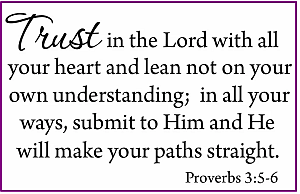 Trust in the Lord with all
your heart and lean not on your
own understanding;  in all your
ways, submit to Him and He
will make your paths straight.
Proverbs 3:5-6